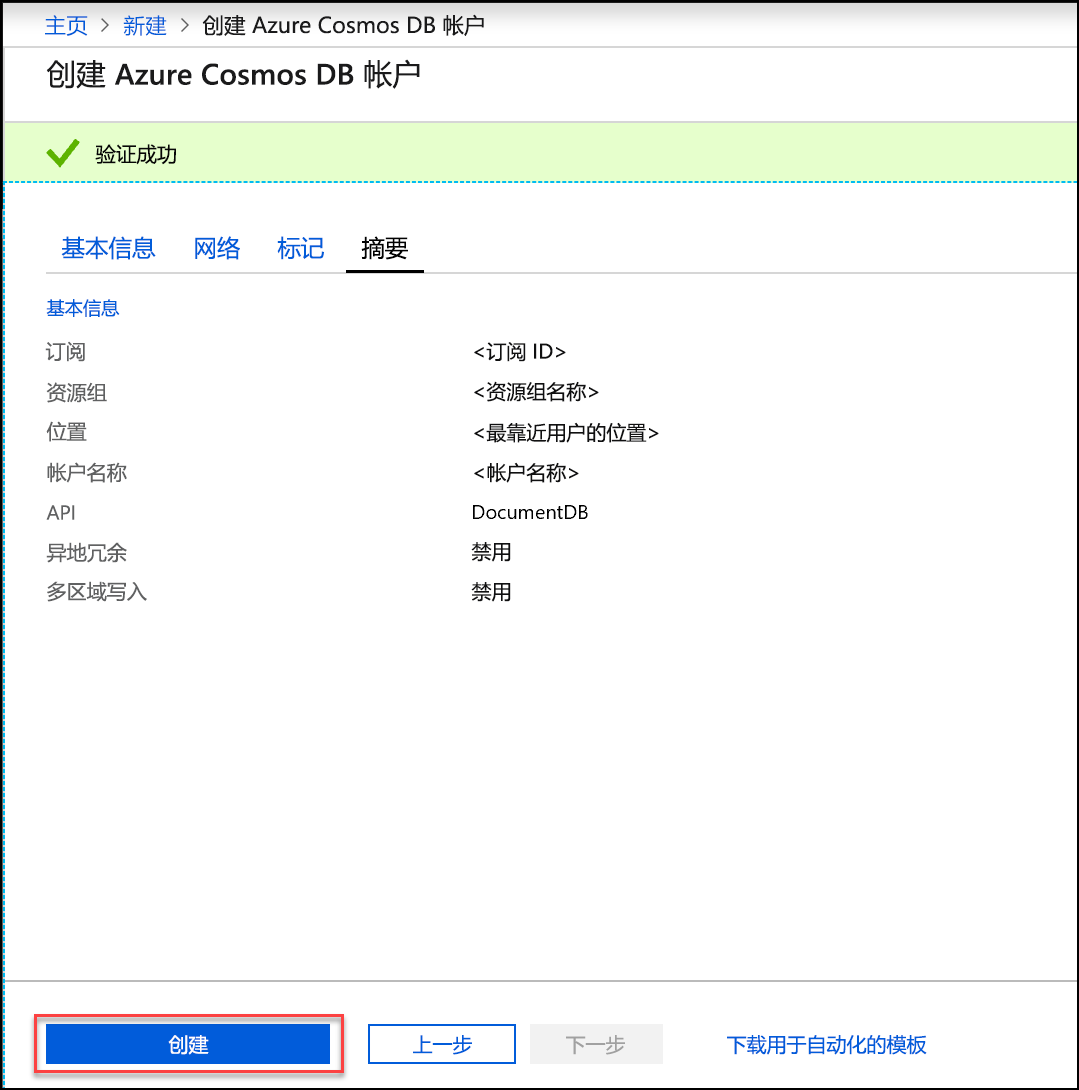 主页 > 新建 > 创建 Azure Cosmos DB 帐户
创建 Azure Cosmos DB 帐户
验证成功
基本信息 网络 标记 摘要
基本信息
订阅 <订阅 ID>
资源组 <资源组名称>
位置 <最靠近用户的位置>
帐户名称 <帐户名称>
API DocumentDB
异地冗余 禁用
多区域写入 禁用
创建 上一步 下一步 下载用于自动化的模板